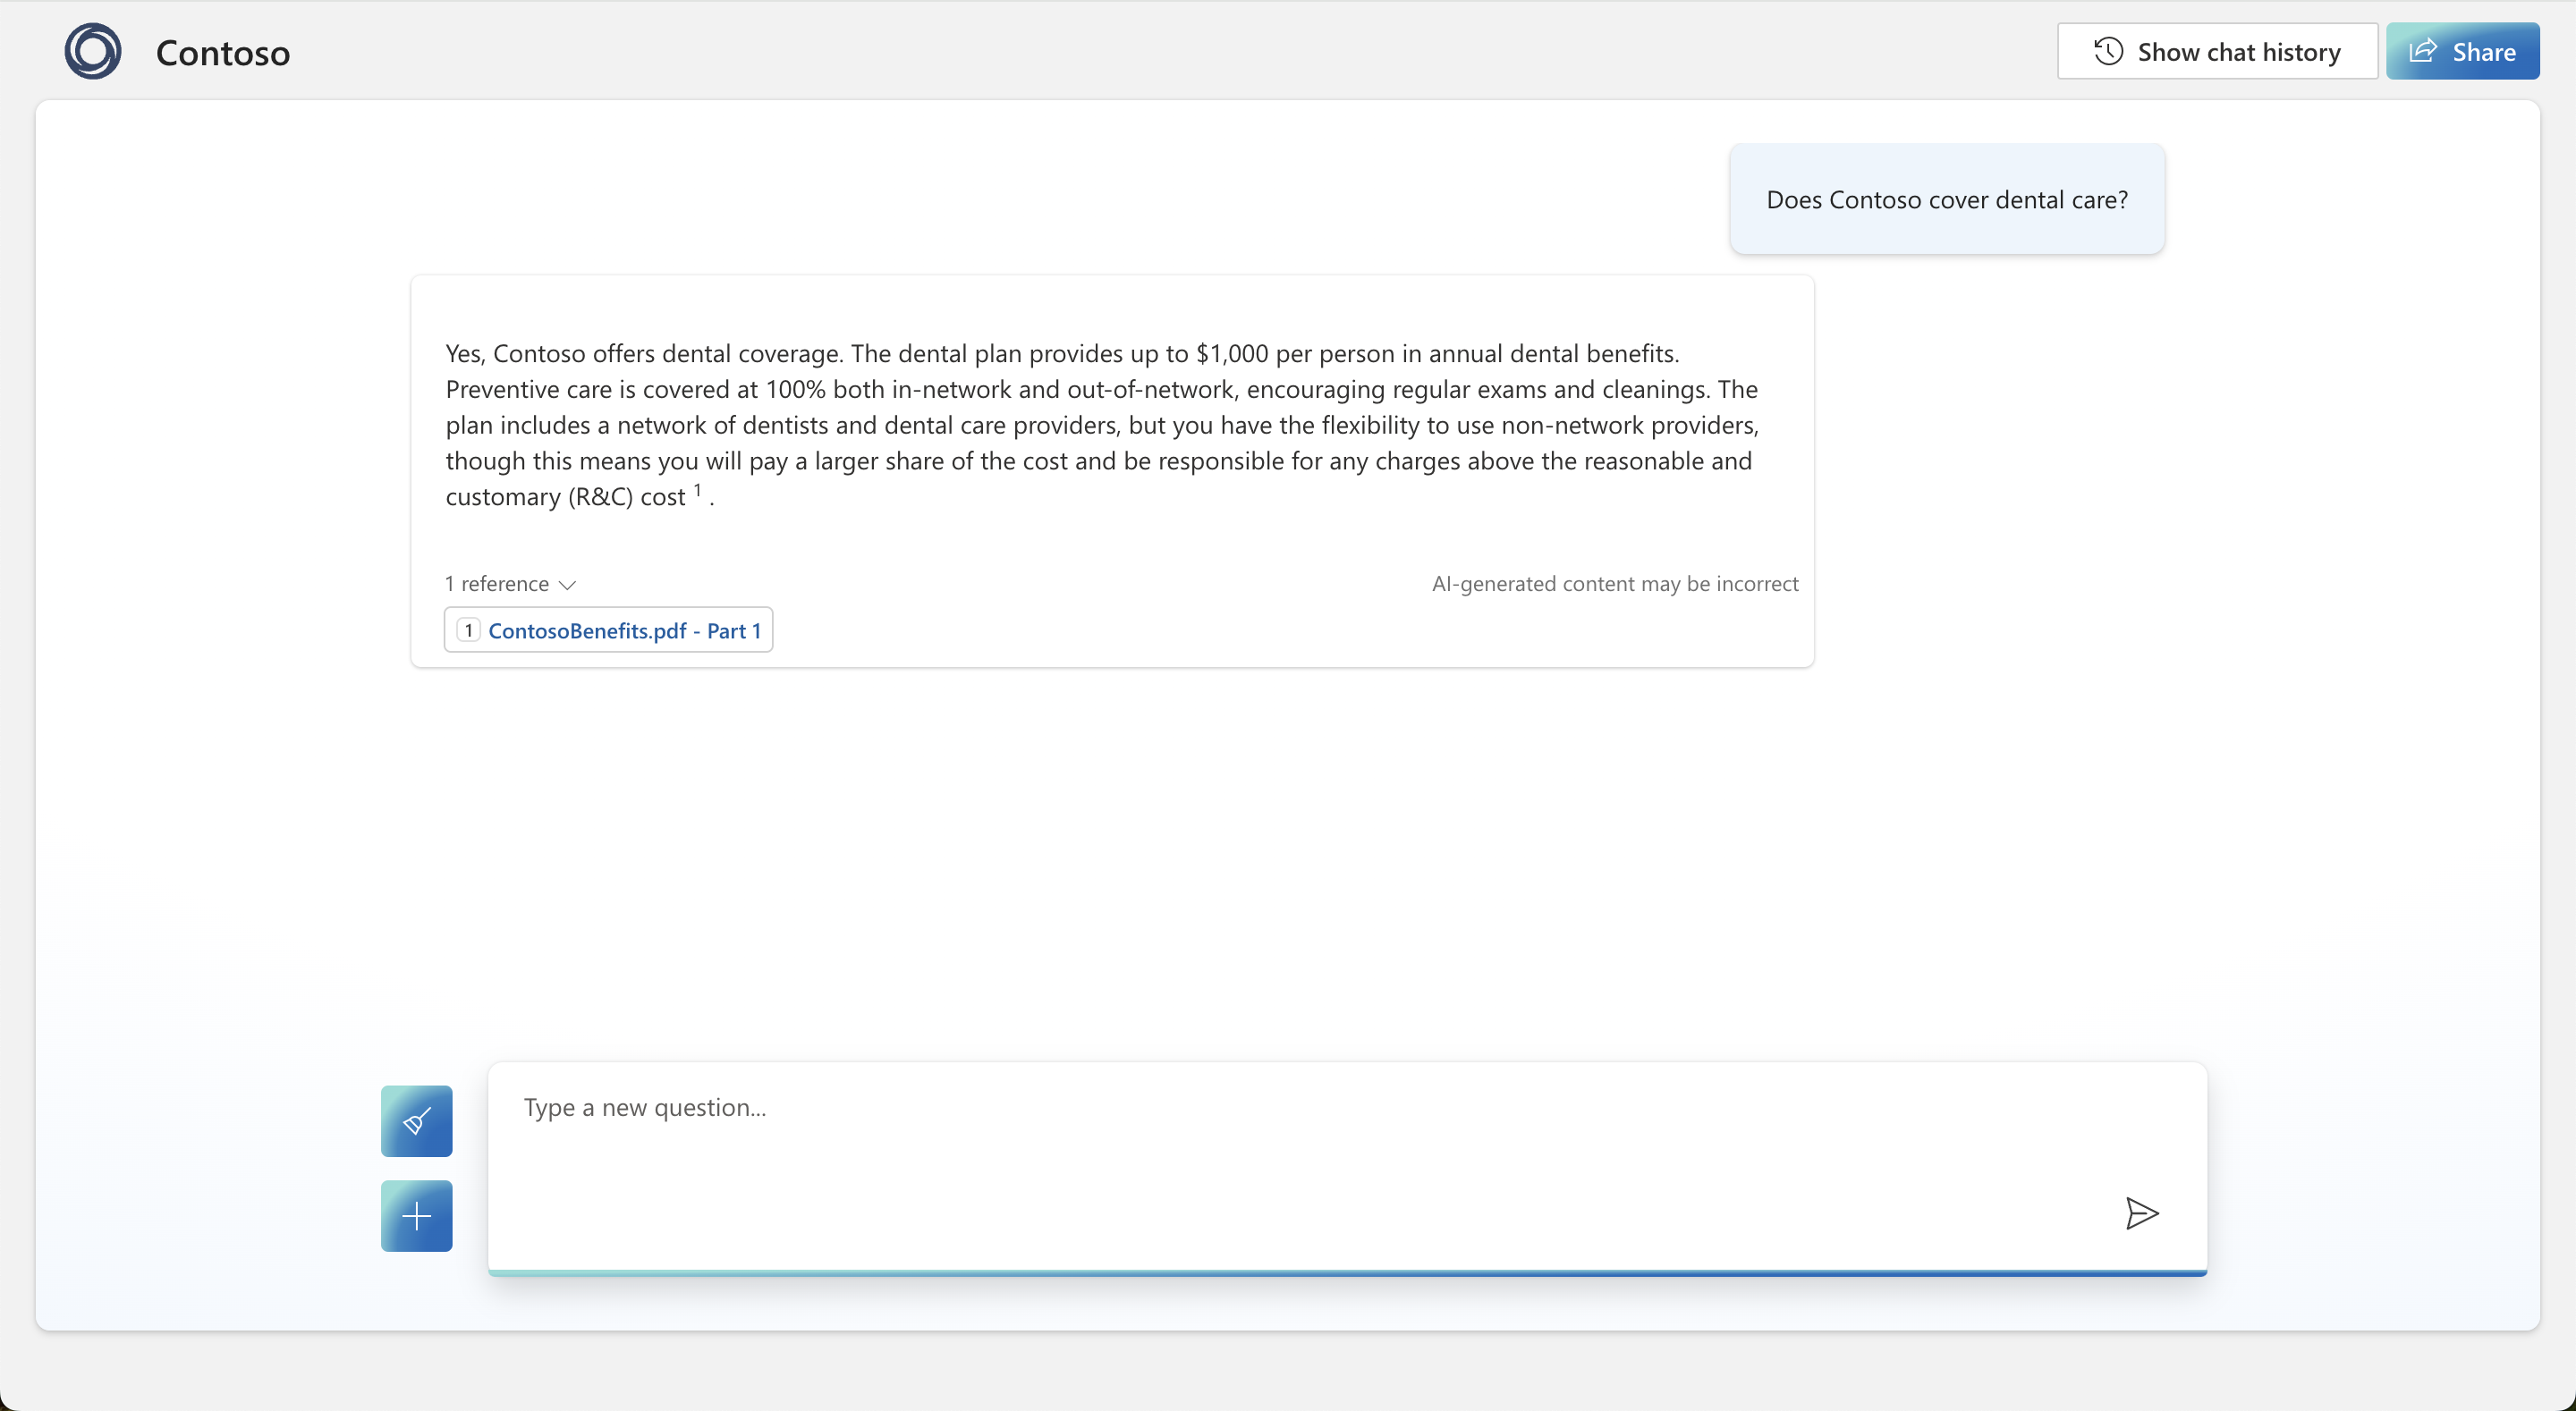 Contoso
Show chat history
Share
Does Contoso cover dental care?
Yes, Contoso offers dental coverage. The dental plan provides up to $1,000 per person in annual dental benefits.
Preventive care is covered at 100% both in-network and out-of-network, encouraging regular exams and cleanings. The
plan includes a network of dentists and dental care providers, but you have the flexibility to use non-network providers,
though this means you will pay a larger share of the cost and be responsible for any charges above the reasonable and
customary (R&C) cost 1 .
1 reference
AI-generated content may be incorrect
1 ContosoBenefits.pdf - Part 1
Type a new question...